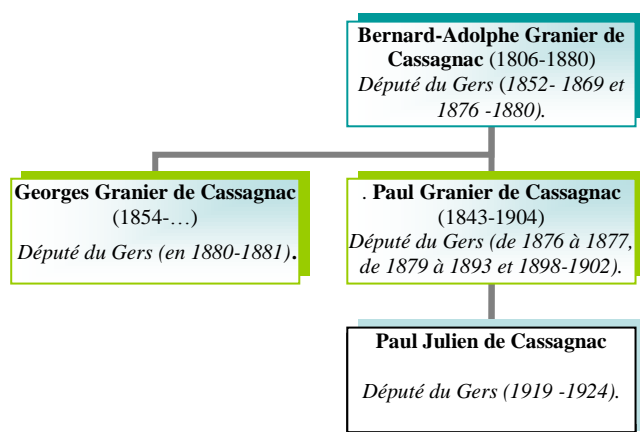 Bernard-Adolphe Granier de
Cassagnac (1806-1880)
Député du Gers (1852- 1869 et
1876 -1880).
Georges Granier de Cassagnac
(1854-…)
Député du Gers (en 1880-1881).
. Paul Granier de Cassagnac
(1843-1904)
Député du Gers (de 1876 à 1877,
de 1879 à 1893 et 1898-1902).
Paul Julien de Cassagnac
Député du Gers (1919 -1924).